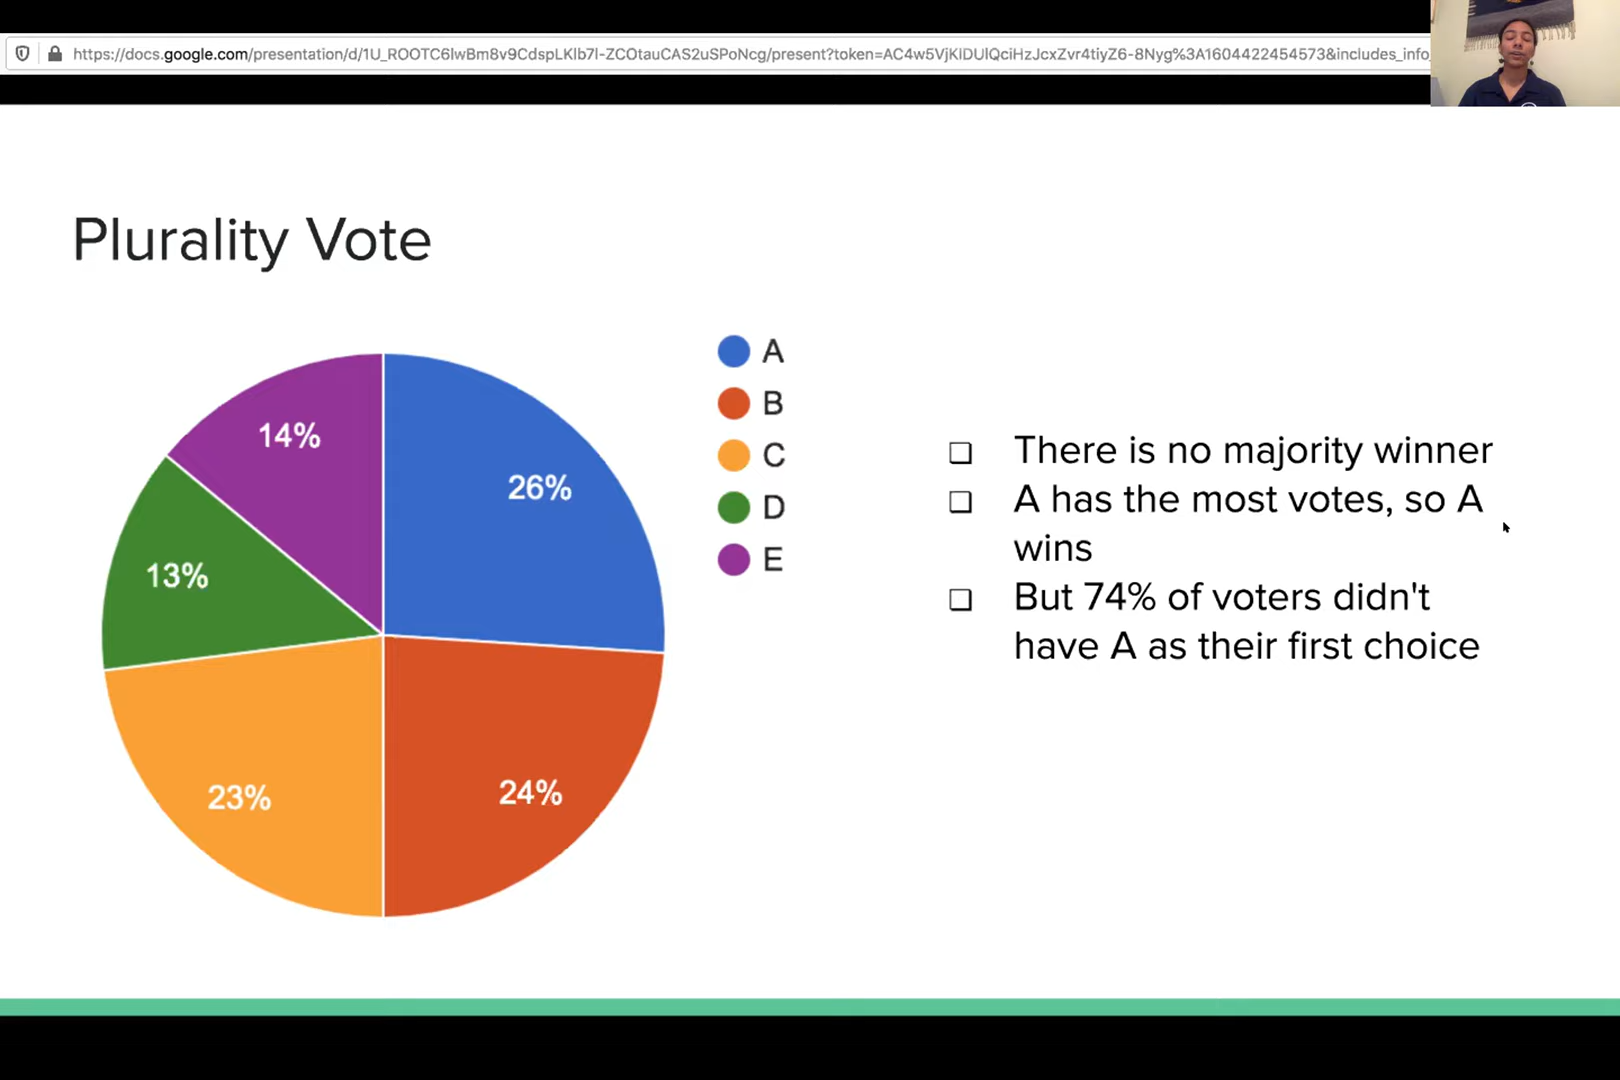 https://docs.google.com/presentation/d/1U_ROOTC6lwBm8v9CdspLKlb7l-ZCOtauCAS2uSPoNcg/present?token=AC4w5VjKiDUlQciHzJcxZvr4tiyZ6-8Nyg%3A1604422454573&includes_info_
Plurality Vote
A
B
C
D
E
14%
26%
13%
23%
24%
❏ There is no majority winner
❏ A has the most votes, so A
wins
❏ But 74% of voters didn't
have A as their first choice